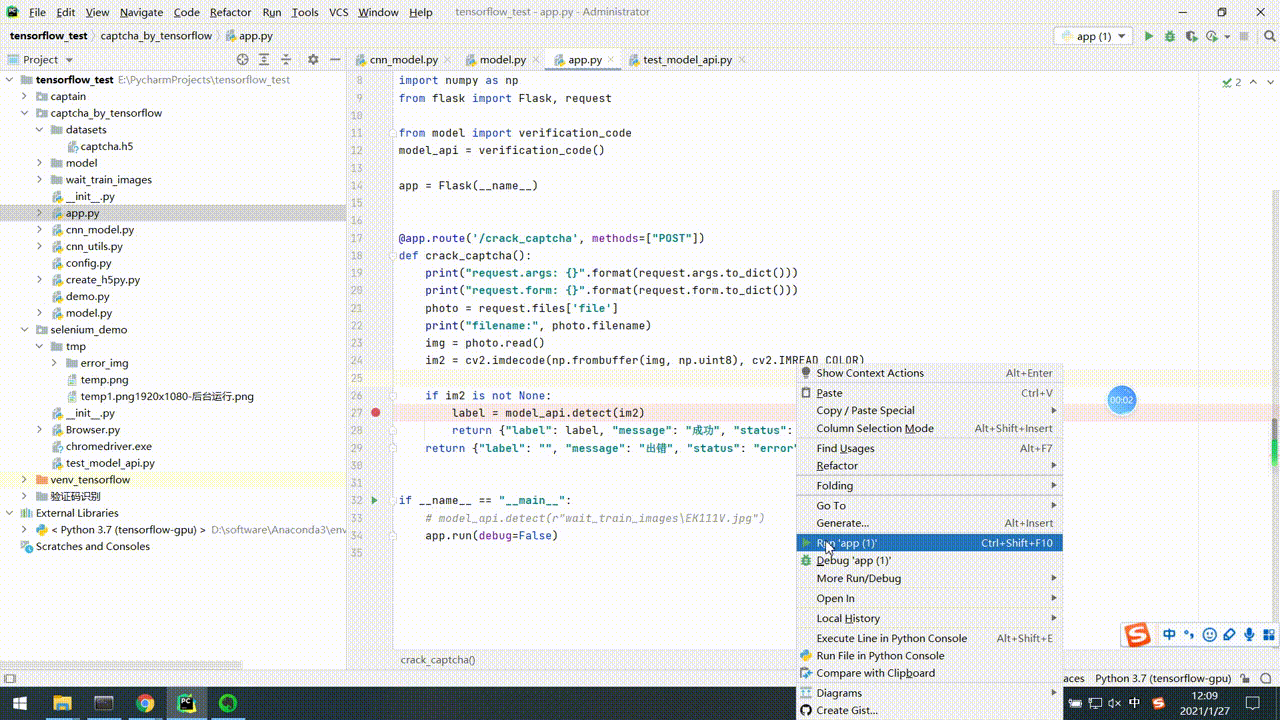 File Edit View Navigate Code Refactor Run Tools VCS Window Help tensorflow_test - app.py - Administrator
tensorflow_test captcha_by_tensorflow app.py app (1)
Project cnn_model.py model.py app.py test_model_api.py
tensorflow_test E:\PycharmProjects\tensorflow_test
captain
captcha_by_tensorflow
datasets
captcha.h5
model
wait_train_images
__init__.py
app.py
cnn_model.py
cnn_utils.py
config.py
create_h5py.py
demo.py
model.py
selenium_demo
tmp
error_img
temp.png
temp1.png1920x1080-后台运行.png
__init__.py
Browser.py
chromedriver.exe
test_model_api.py
venv_tensorflow
验证码识别
External Libraries
< Python 3.7 (tensorflow-gpu) > D:\software\Anaconda3\env
Scratches and Consoles
8 import numpy as np
9 from flask import Flask, request
10
11 from model import verification_code
12 model_api = verification_code()
13
14 app = Flask(__name__)
15
16
17 @app.route('/crack_captcha', methods=["POST"])
18 def crack_captcha():
19 print("request.args: {}".format(request.args.to_dict()))
20 print("request.form: {}".format(request.form.to_dict()))
21 photo = request.files['file']
22 print("filename:", photo.filename)
23 img = photo.read()
24 im2 = cv2.imdecode(np.frombuffer(img, np.uint8), cv2.IMREAD_COLOR)
25
26 if im2 is not None:
27 label = model_api.detect(im2)
28 return {"label": label, "message": "成功", "status":
29 return {"label": "", "message": "出错", "status": "error"
30
31
32 if __name__ == "__main__":
33 # model_api.detect(r"wait_train_images\EK111V.jpg")
34 app.run(debug=False)
35
2
Show Context Actions Alt+Enter
Paste Ctrl+V
Copy / Paste Special
Column Selection Mode Alt+Shift+Insert
Find Usages Alt+F7
Refactor
Folding
Go To
Generate... Alt+Insert
Run 'app (1)' Ctrl+Shift+F10
Debug 'app (1)'
More Run/Debug
Open In
Local History
Execute Line in Python Console Alt+Shift+E
Run File in Python Console
Compare with Clipboard
Diagrams
Create Gist...
00:02
中
crack_captcha()
aces Python 3.7 (tensorflow-gpu)
中 12:09
2021/1/27